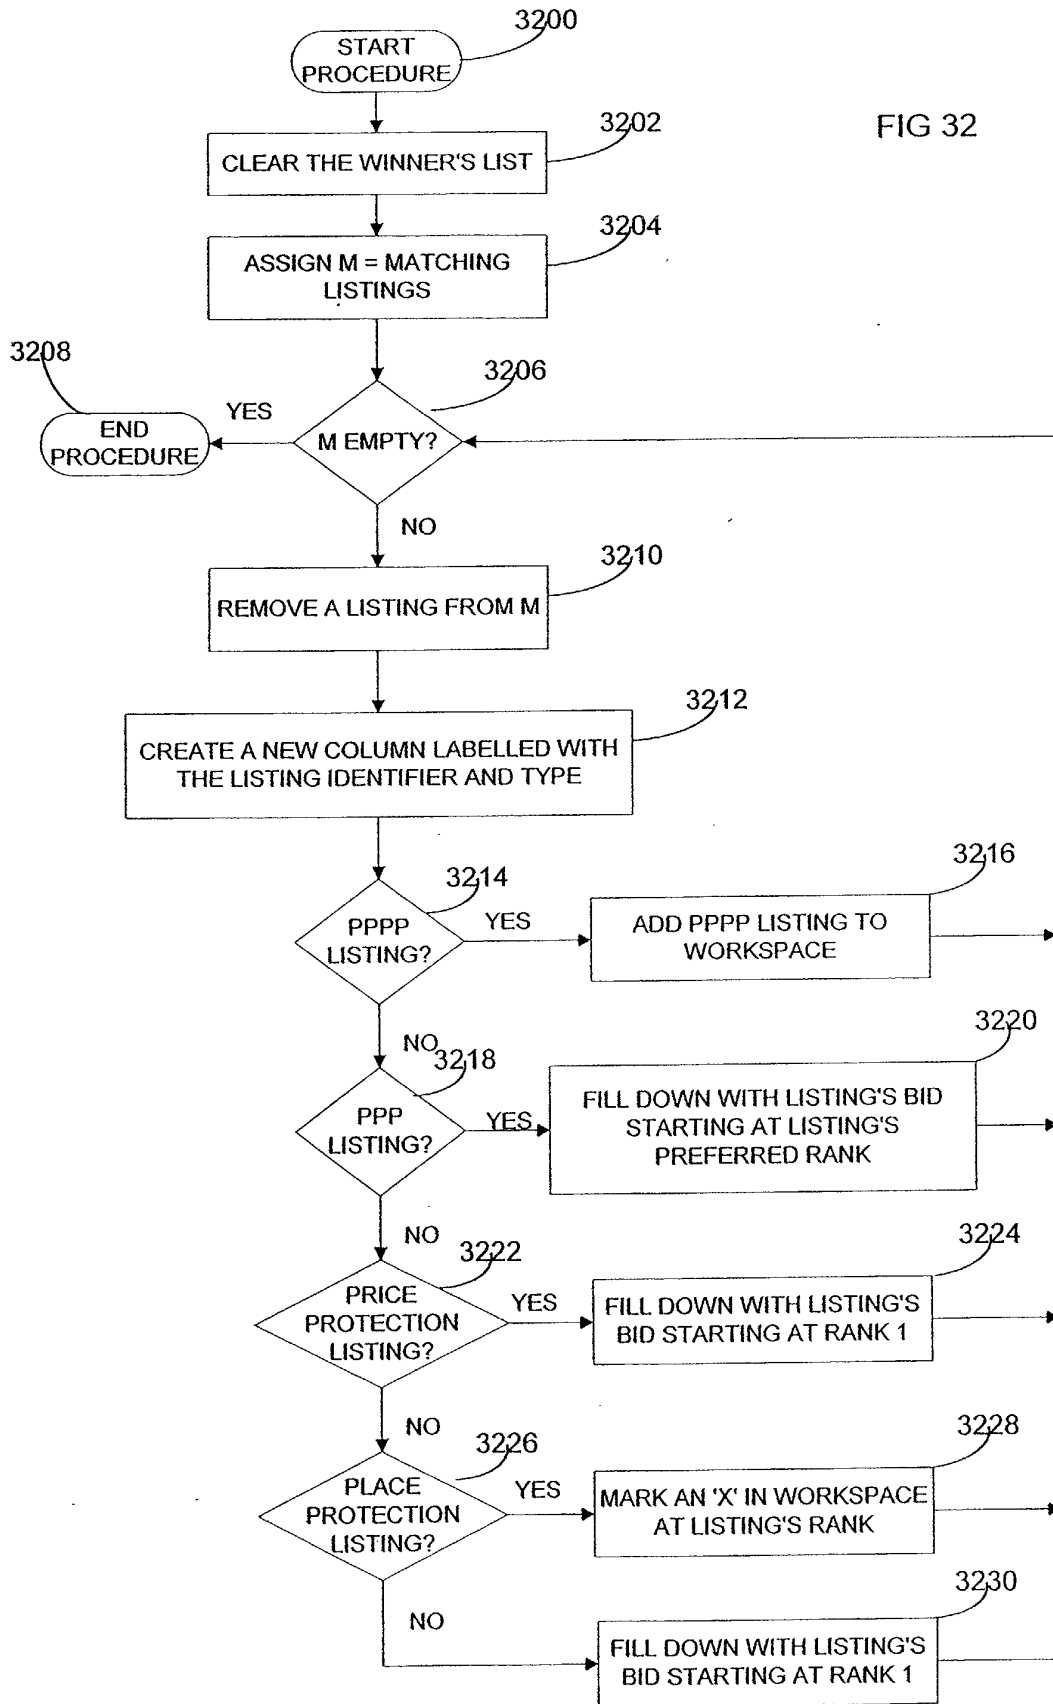 3200
START
PROCEDURE
FIG 32
3202
CLEAR THE WINNER'S LIST
3204
ASSIGN M = MATCHING
LISTINGS
3208
3206
YES
END
PROCEDURE
M EMPTY?
NO
3210
REMOVE A LISTING FROM M
3212
CREATE A NEW COLUMN LABELLED WITH
THE LISTING IDENTIFIER AND TYPE
3214
3216
PPPP
LISTING?
YES
ADD PPPP LISTING TO
WORKSPACE
NO
3218
3220
PPP
LISTING?
YES
FILL DOWN WITH LISTING'S BID
STARTING AT LISTING'S
PREFERRED RANK
NO
3222
3224
PRICE
PROTECTION
LISTING?
YES
FILL DOWN WITH LISTING'S
BID STARTING AT RANK 1
NO
3226
3228
PLACE
PROTECTION
LISTING?
YES
MARK AN 'X' IN WORKSPACE
AT LISTING'S RANK
NO
3230
FILL DOWN WITH LISTING'S
BID STARTING AT RANK 1